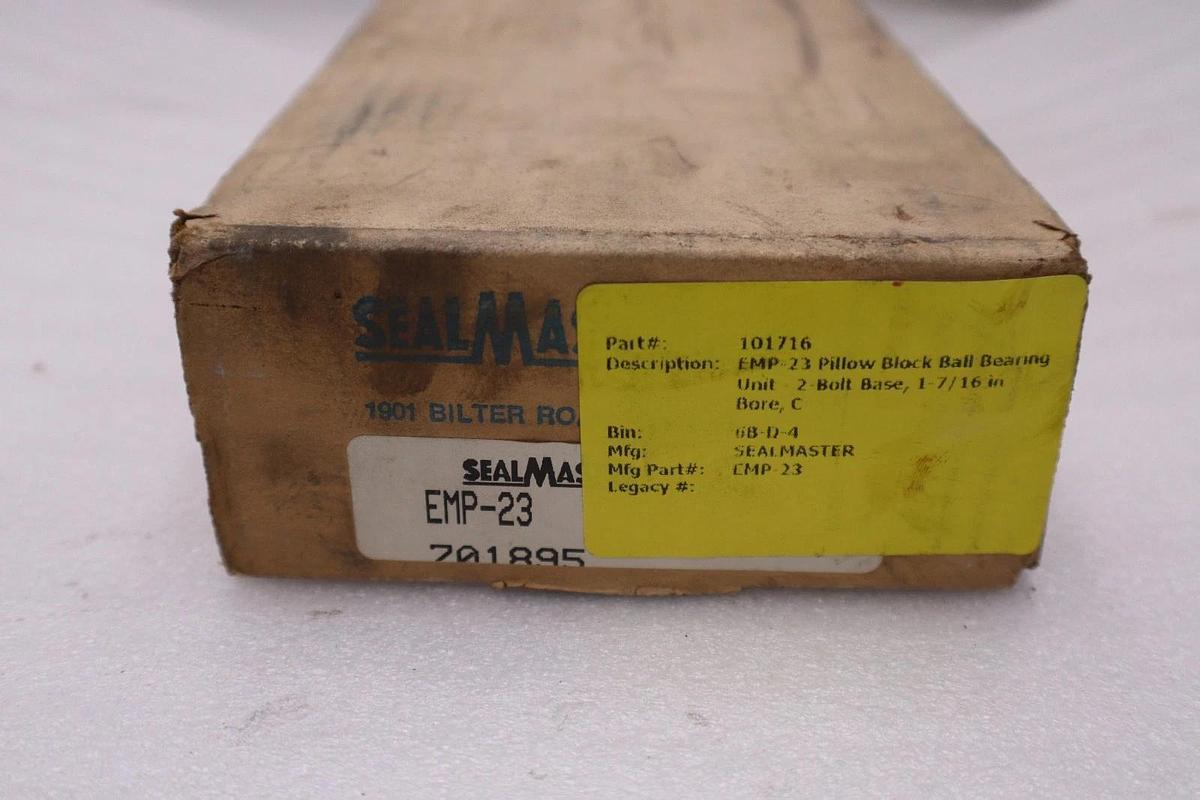 SEALMAS
1901 BILTER ROA
SEALMAS
EMP-23
701895
Part#: 101716
Description: EMP-23 Pillow Block Ball Bearing
Unit - 2-Bolt Base, 1-7/16 in
Bore, C
Bin: 6B-D-4
Mfg: SEALMASTER
Mfg Part#: EMP-23
Legacy #: